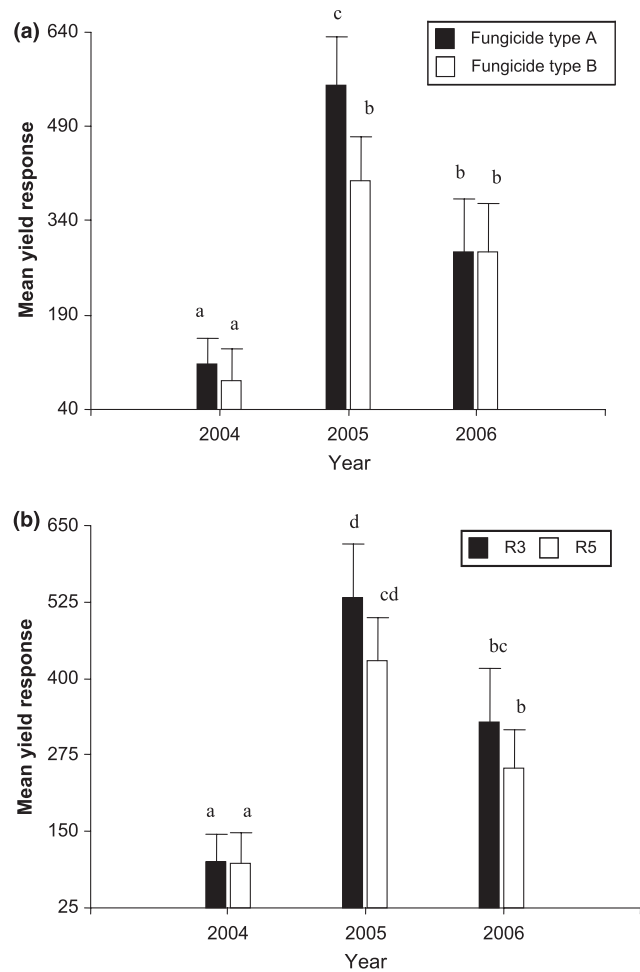 (a)
640
490
340
190
40
Mean yield response
c
b
b b
a
a
Fungicide type A
Fungicide type B
2004 2005 2006
Year
(b)
650
525
400
275
150
25
Mean yield response
d
cd
bc
b
a a
R3 R5
2004 2005 2006
Year